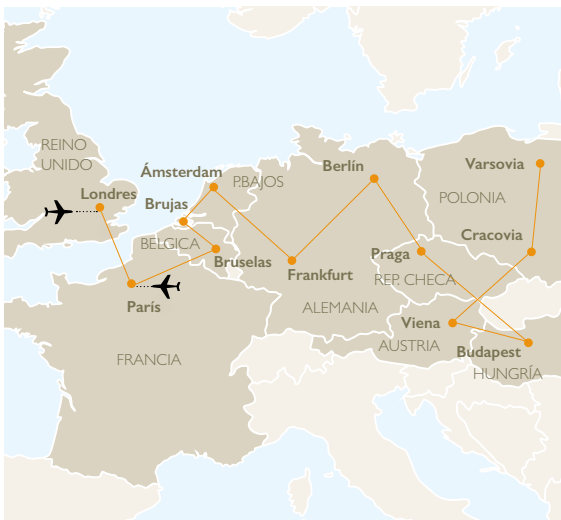 REINO
UNIDO
Londres
Ámsterdam
P.BAJOS
Brujas
BELGICA
Bruselas
París
FRANCIA
Berlín
Frankfurt
ALEMANIA
Varsovia
POLONIA
Cracovia
Praga
REP. CHECA
Viena
AUSTRIA
Budapest
HUNGRÍA